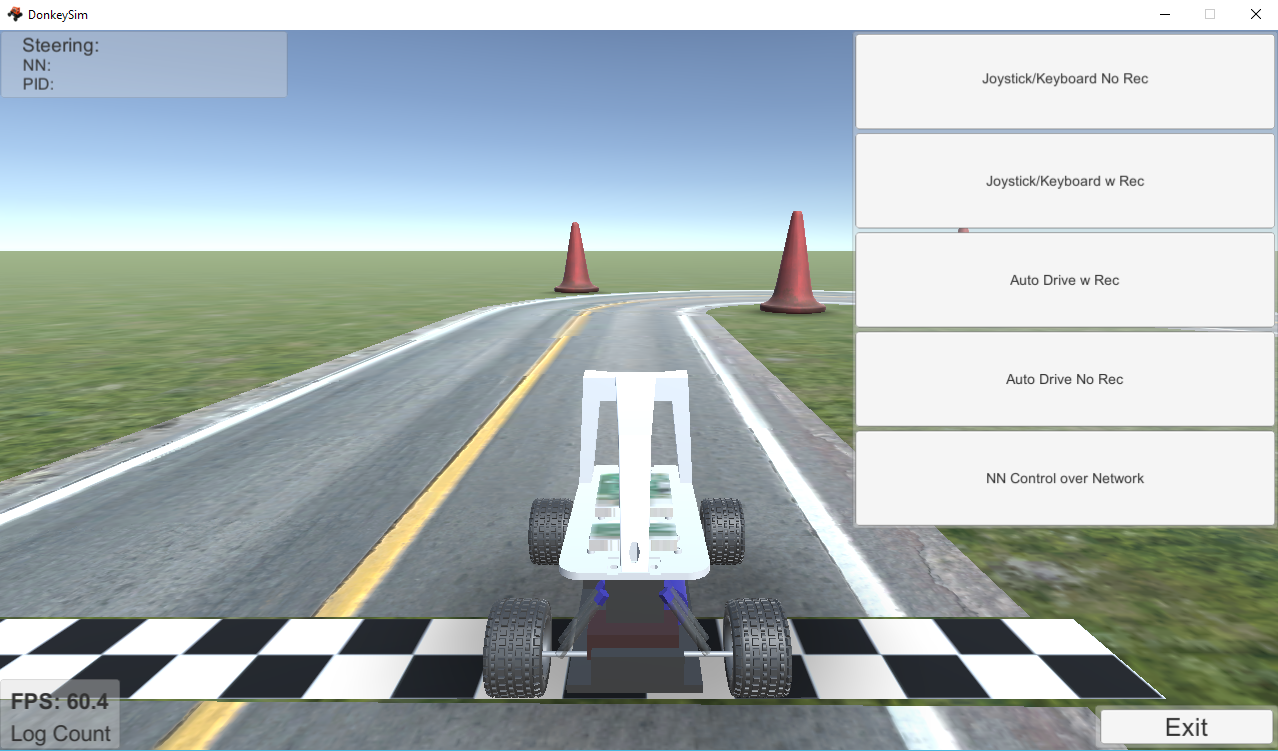 DonkeySim
Steering:
NN:
PID:
Joystick/Keyboard No Rec
Joystick/Keyboard w Rec
Auto Drive w Rec
Auto Drive No Rec
NN Control over Network
FPS: 60.4
Log Count
Exit